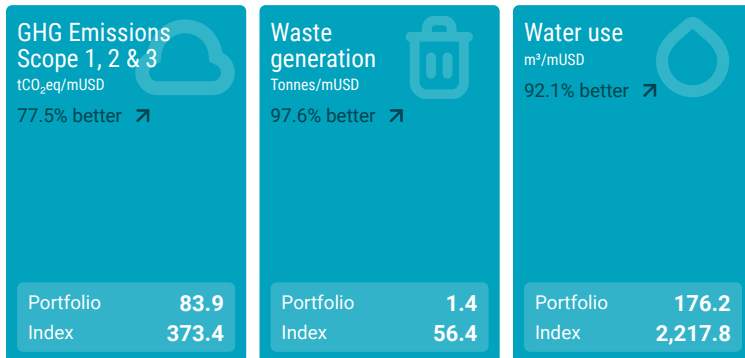 GHG Emissions
Scope 1, 2 & 3
tCO₂eq/mUSD
77.5% better
Portfolio 83.9
Index 373.4
Waste
generation
Tonnes/mUSD
97.6% better
Portfolio 1.4
Index 56.4
Water use
m³/mUSD
92.1% better
Portfolio 176.2
Index 2,217.8